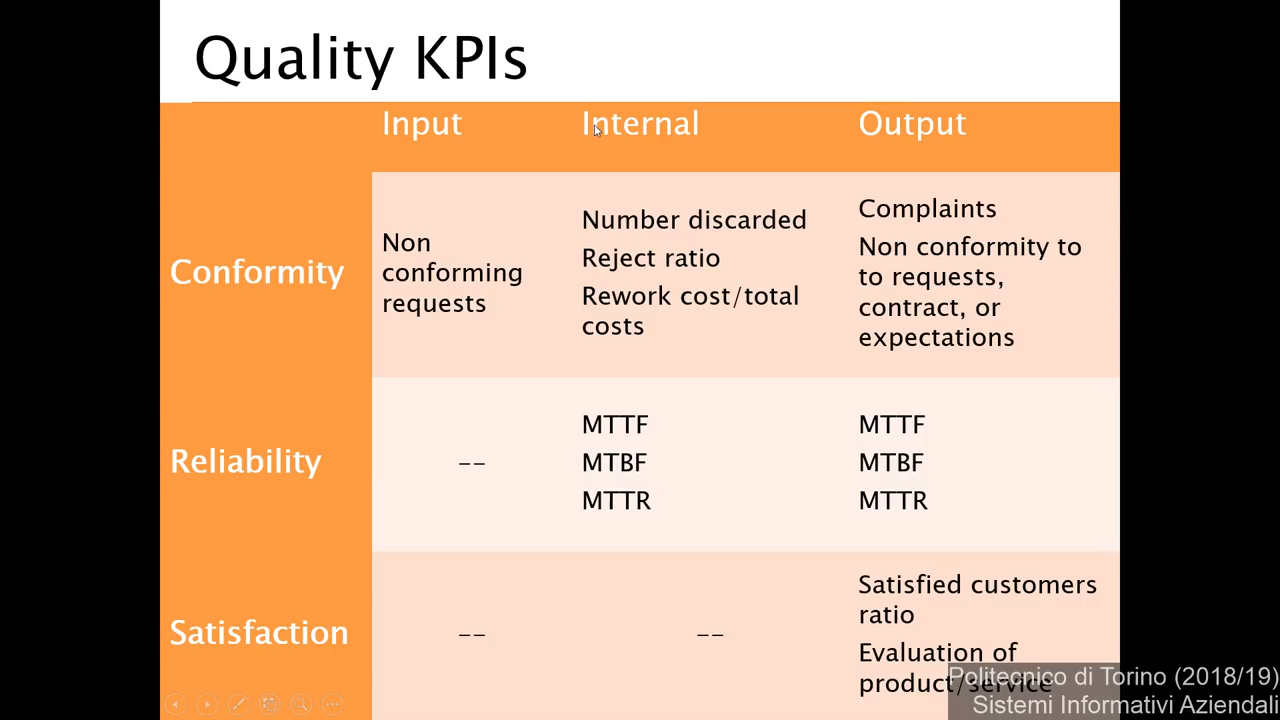 Quality KPIs
Input Internal Output
Conformity
Non
conforming
requests
Number discarded
Reject ratio
Rework cost/total
costs
Complaints
Non conformity to
to requests,
contract, or
expectations
Reliability
--
MTTF
MTBF
MTTR
MTTF
MTBF
MTTR
Satisfaction
--
--
Satisfied customers
ratio
Evaluation of
product/service
Politecnico di Torino (2018/19)
Sistemi Informativi Aziendali